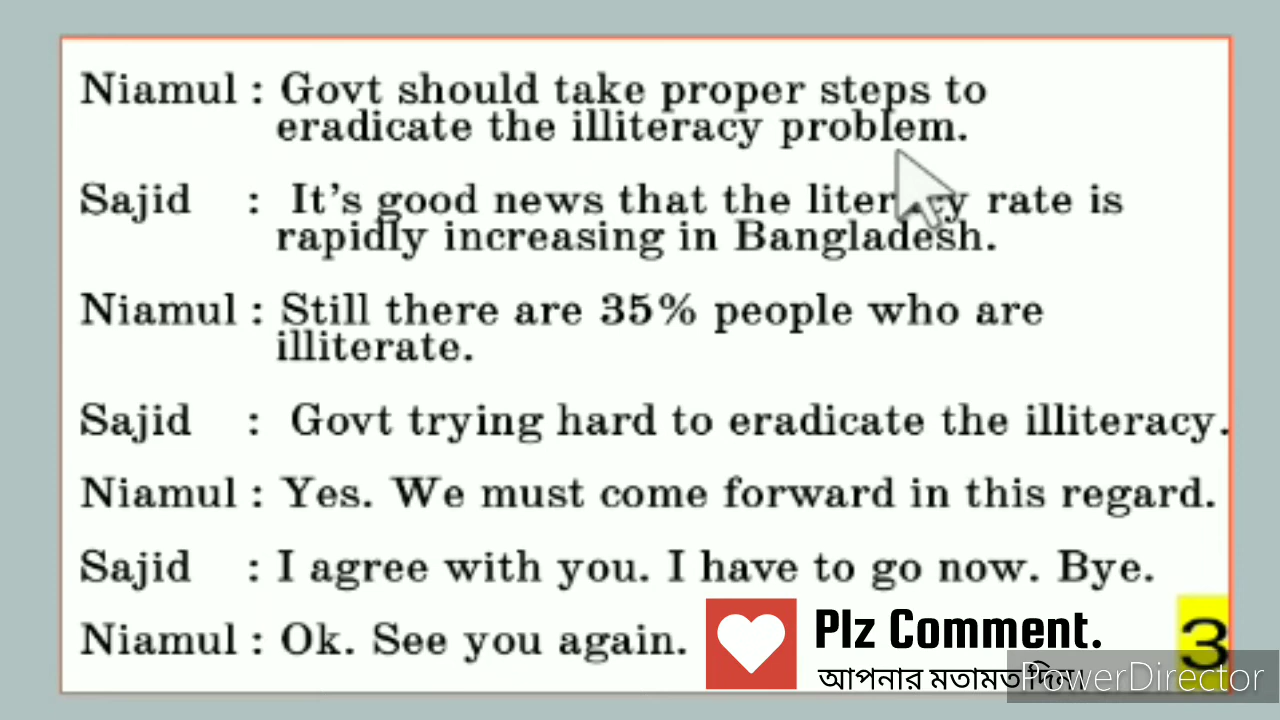 Niamul : Govt should take proper steps to
eradicate the illiteracy problem.
Sajid : It's good news that the literacy rate is
rapidly increasing in Bangladesh.
Niamul : Still there are 35% people who are
illiterate.
Sajid : Govt trying hard to eradicate the illiteracy.
Niamul : Yes. We must come forward in this regard.
Sajid : I agree with you. I have to go now. Bye.
Niamul : Ok. See you again.
Plz Comment.
আপনার মতামত দিন।
3
PowerDirector